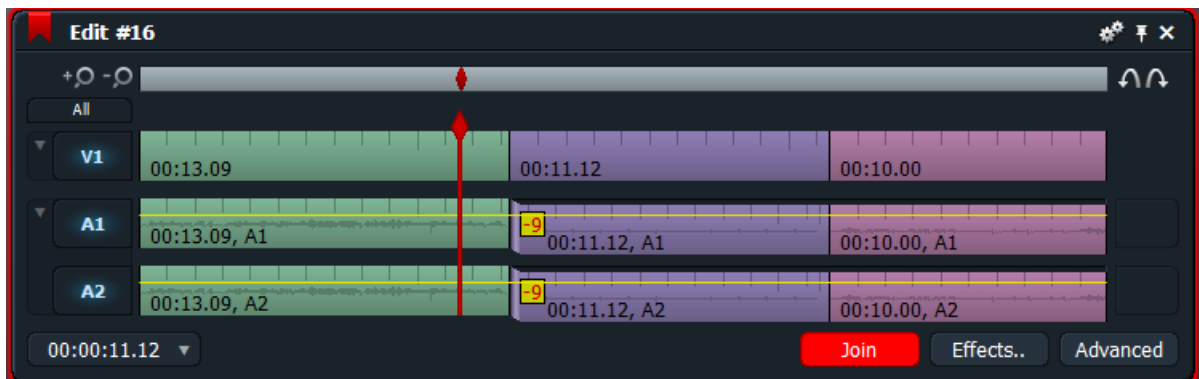 Edit #16
All
V1 00:13.09 00:11.12 00:10.00
A1 00:13.09, A1 -9 00:11.12, A1 00:10.00, A1
A2 00:13.09, A2 -9 00:11.12, A2 00:10.00, A2
00:00:11.12 Join Effects.. Advanced